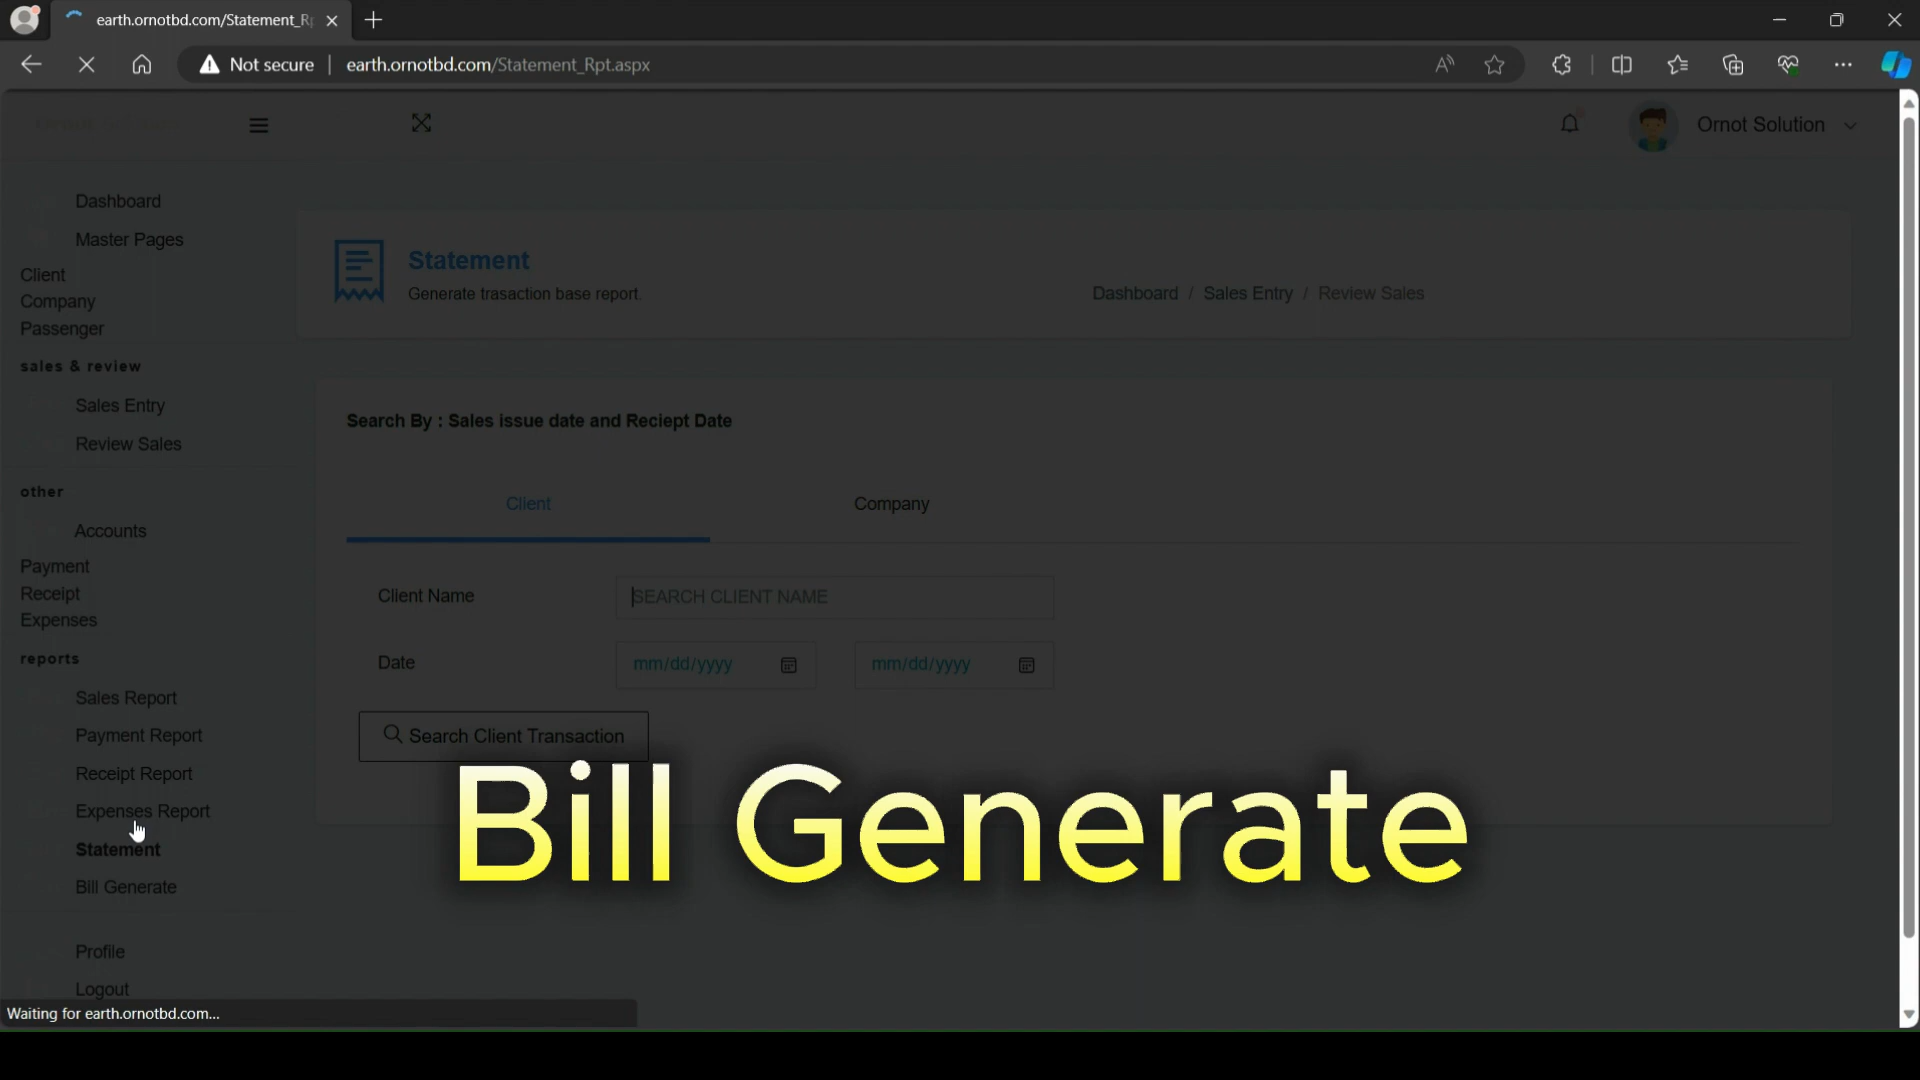 earth.ornotbd.com/Statement_R
Not secure
earth.ornotbd.com/Statement_Rpt.aspx
Ornot Solution
Dashboard
Master Pages
Client
Company
Passenger
sales & review
Sales Entry
Review Sales
other
Accounts
Payment
Receipt
Expenses
reports
Sales Report
Payment Report
Receipt Report
Expenses Report
Statement
Bill Generate
Profile
Logout
Statement
Generate trasaction base report.
Dashboard / Sales Entry / Review Sales
Search By : Sales issue date and Reciept Date
Client Company
Client Name SEARCH CLIENT NAME
Date mm/dd/yyyy mm/dd/yyyy
Search Client Transaction
Bill Generate
Waiting for earth.ornotbd.com...